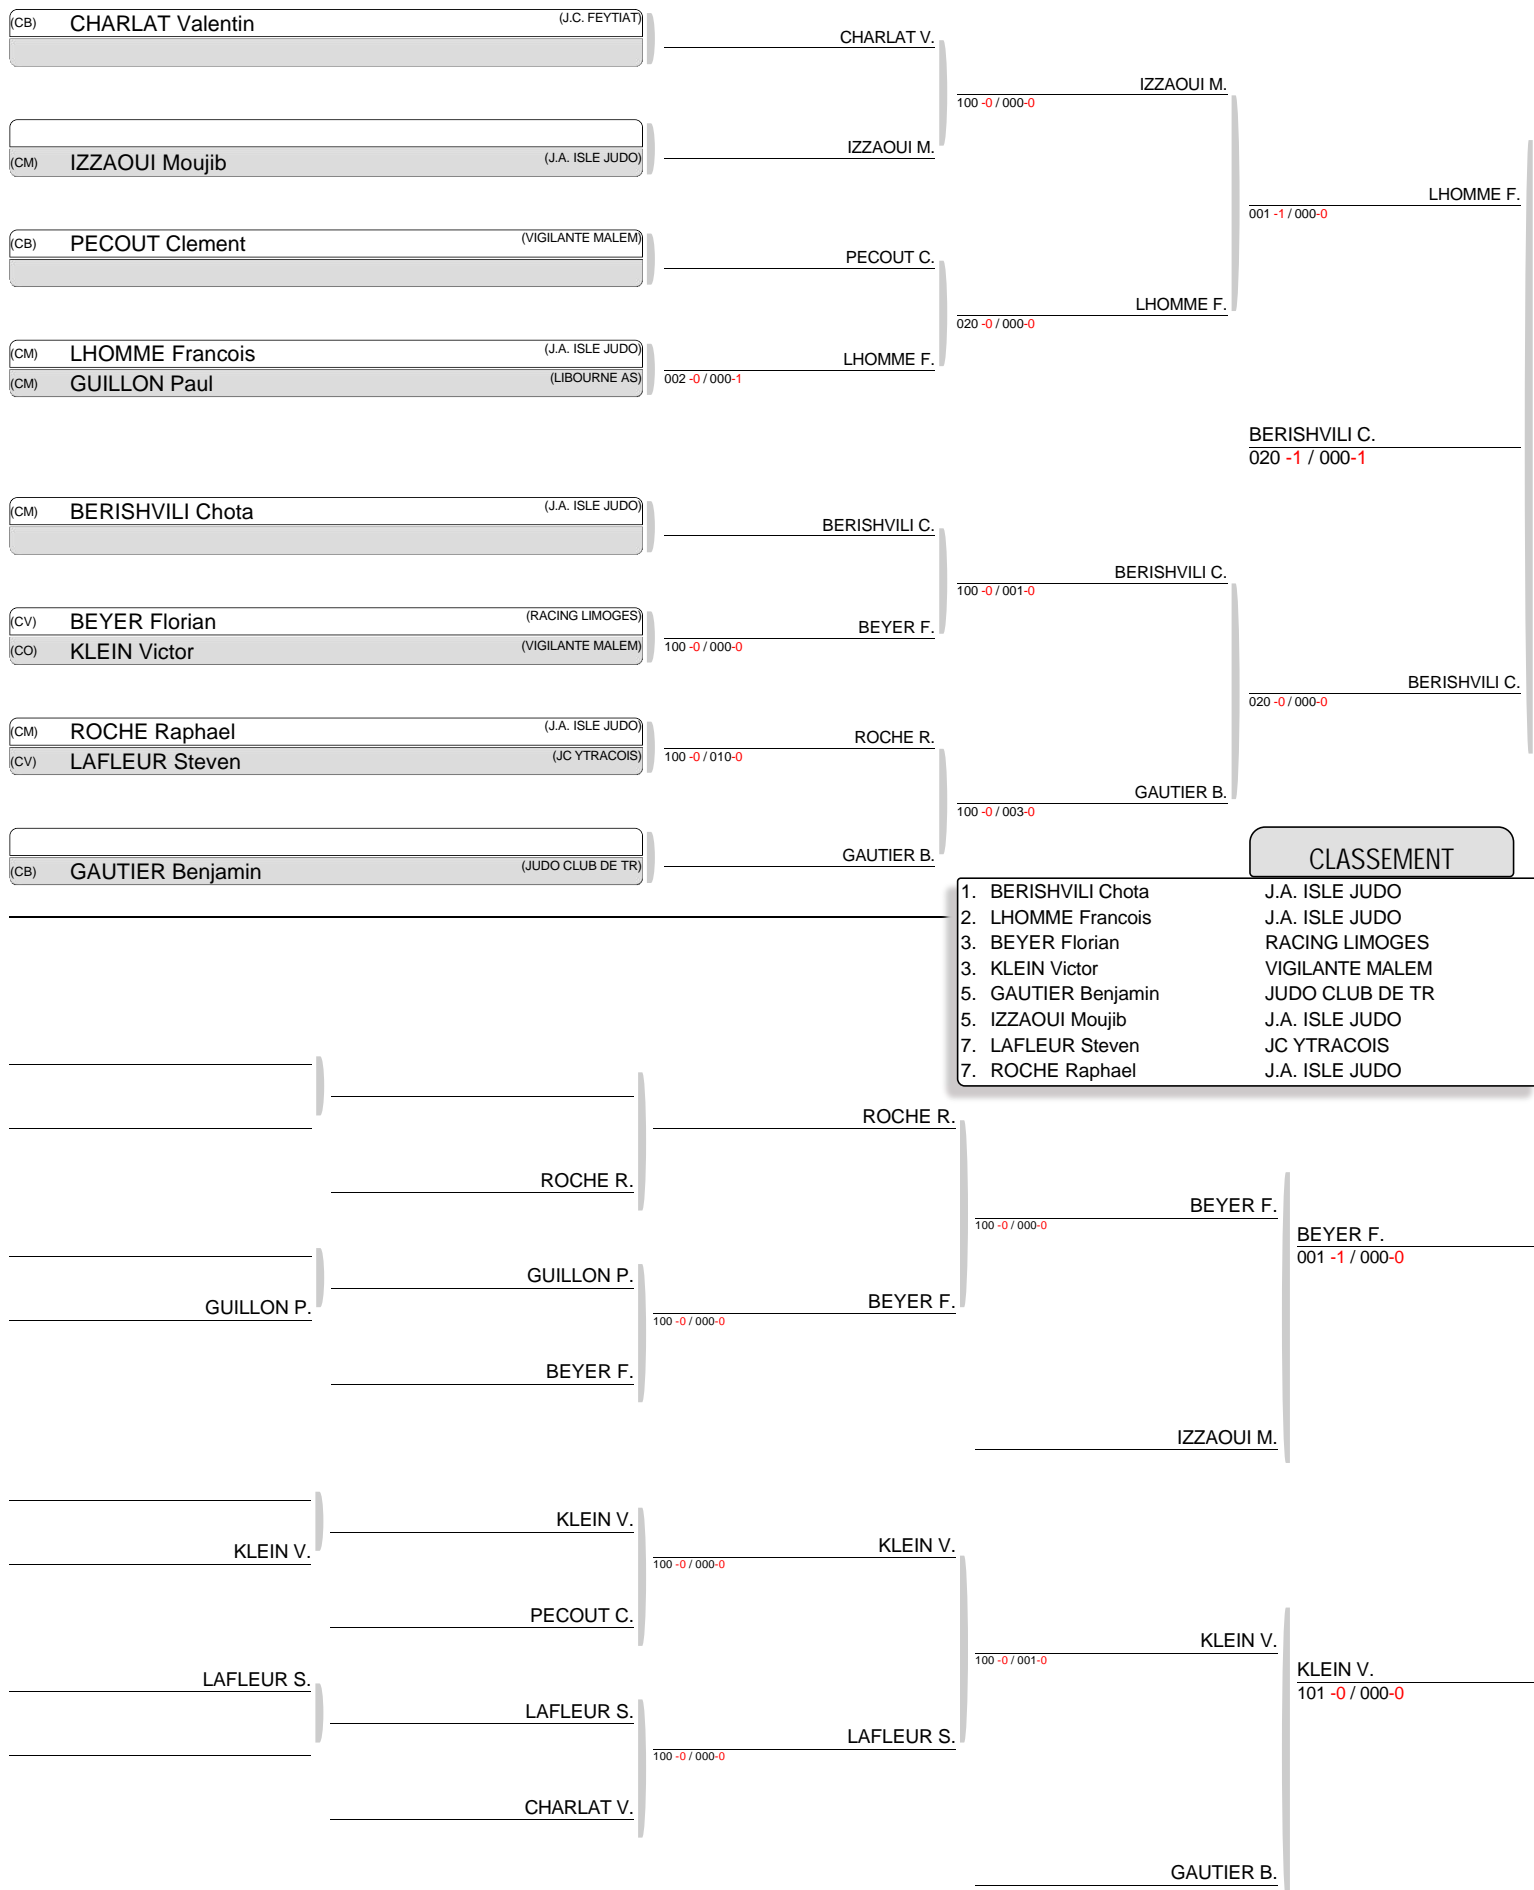 (CB) CHARLAT Valentin (J.C. FEYTIAT)
CHARLAT V.
IZZAOUI M.
100 -0 / 000-0
IZZAOUI M.
(CM) IZZAOUI Moujib (J.A. ISLE JUDO)
LHOMME F.
001 -1 / 000-0
(CB) PECOUT Clement (VIGILANTE MALEM)
PECOUT C.
LHOMME F.
020 -0 / 000-0
(CM) LHOMME Francois (J.A. ISLE JUDO)
LHOMME F.
(CM) GUILLON Paul (LIBOURNE AS)
002 -0 / 000-1
BERISHVILI C.
020 -1 / 000-1
(CM) BERISHVILI Chota (J.A. ISLE JUDO)
BERISHVILI C.
BERISHVILI C.
100 -0 / 001-0
(CV) BEYER Florian (RACING LIMOGES)
BEYER F.
(CO) KLEIN Victor (VIGILANTE MALEM)
100 -0 / 000-0
BERISHVILI C.
020 -0 / 000-0
(CM) ROCHE Raphael (J.A. ISLE JUDO)
ROCHE R.
(CV) LAFLEUR Steven (JC YTRACOIS)
100 -0 / 010-0
GAUTIER B.
100 -0 / 003-0
GAUTIER B.
(CB) GAUTIER Benjamin (JUDO CLUB DE TR)
CLASSEMENT
1. BERISHVILI Chota J.A. ISLE JUDO
2. LHOMME Francois J.A. ISLE JUDO
3. BEYER Florian RACING LIMOGES
3. KLEIN Victor VIGILANTE MALEM
5. GAUTIER Benjamin JUDO CLUB DE TR
5. IZZAOUI Moujib J.A. ISLE JUDO
7. LAFLEUR Steven JC YTRACOIS
7. ROCHE Raphael J.A. ISLE JUDO
ROCHE R.
ROCHE R.
BEYER F.
100 -0 / 000-0
BEYER F.
001 -1 / 000-0
GUILLON P.
GUILLON P.
BEYER F.
100 -0 / 000-0
BEYER F.
IZZAOUI M.
KLEIN V.
KLEIN V.
KLEIN V.
100 -0 / 000-0
PECOUT C.
KLEIN V.
100 -0 / 001-0
KLEIN V.
101 -0 / 000-0
LAFLEUR S.
LAFLEUR S.
LAFLEUR S.
100 -0 / 000-0
CHARLAT V.
GAUTIER B.